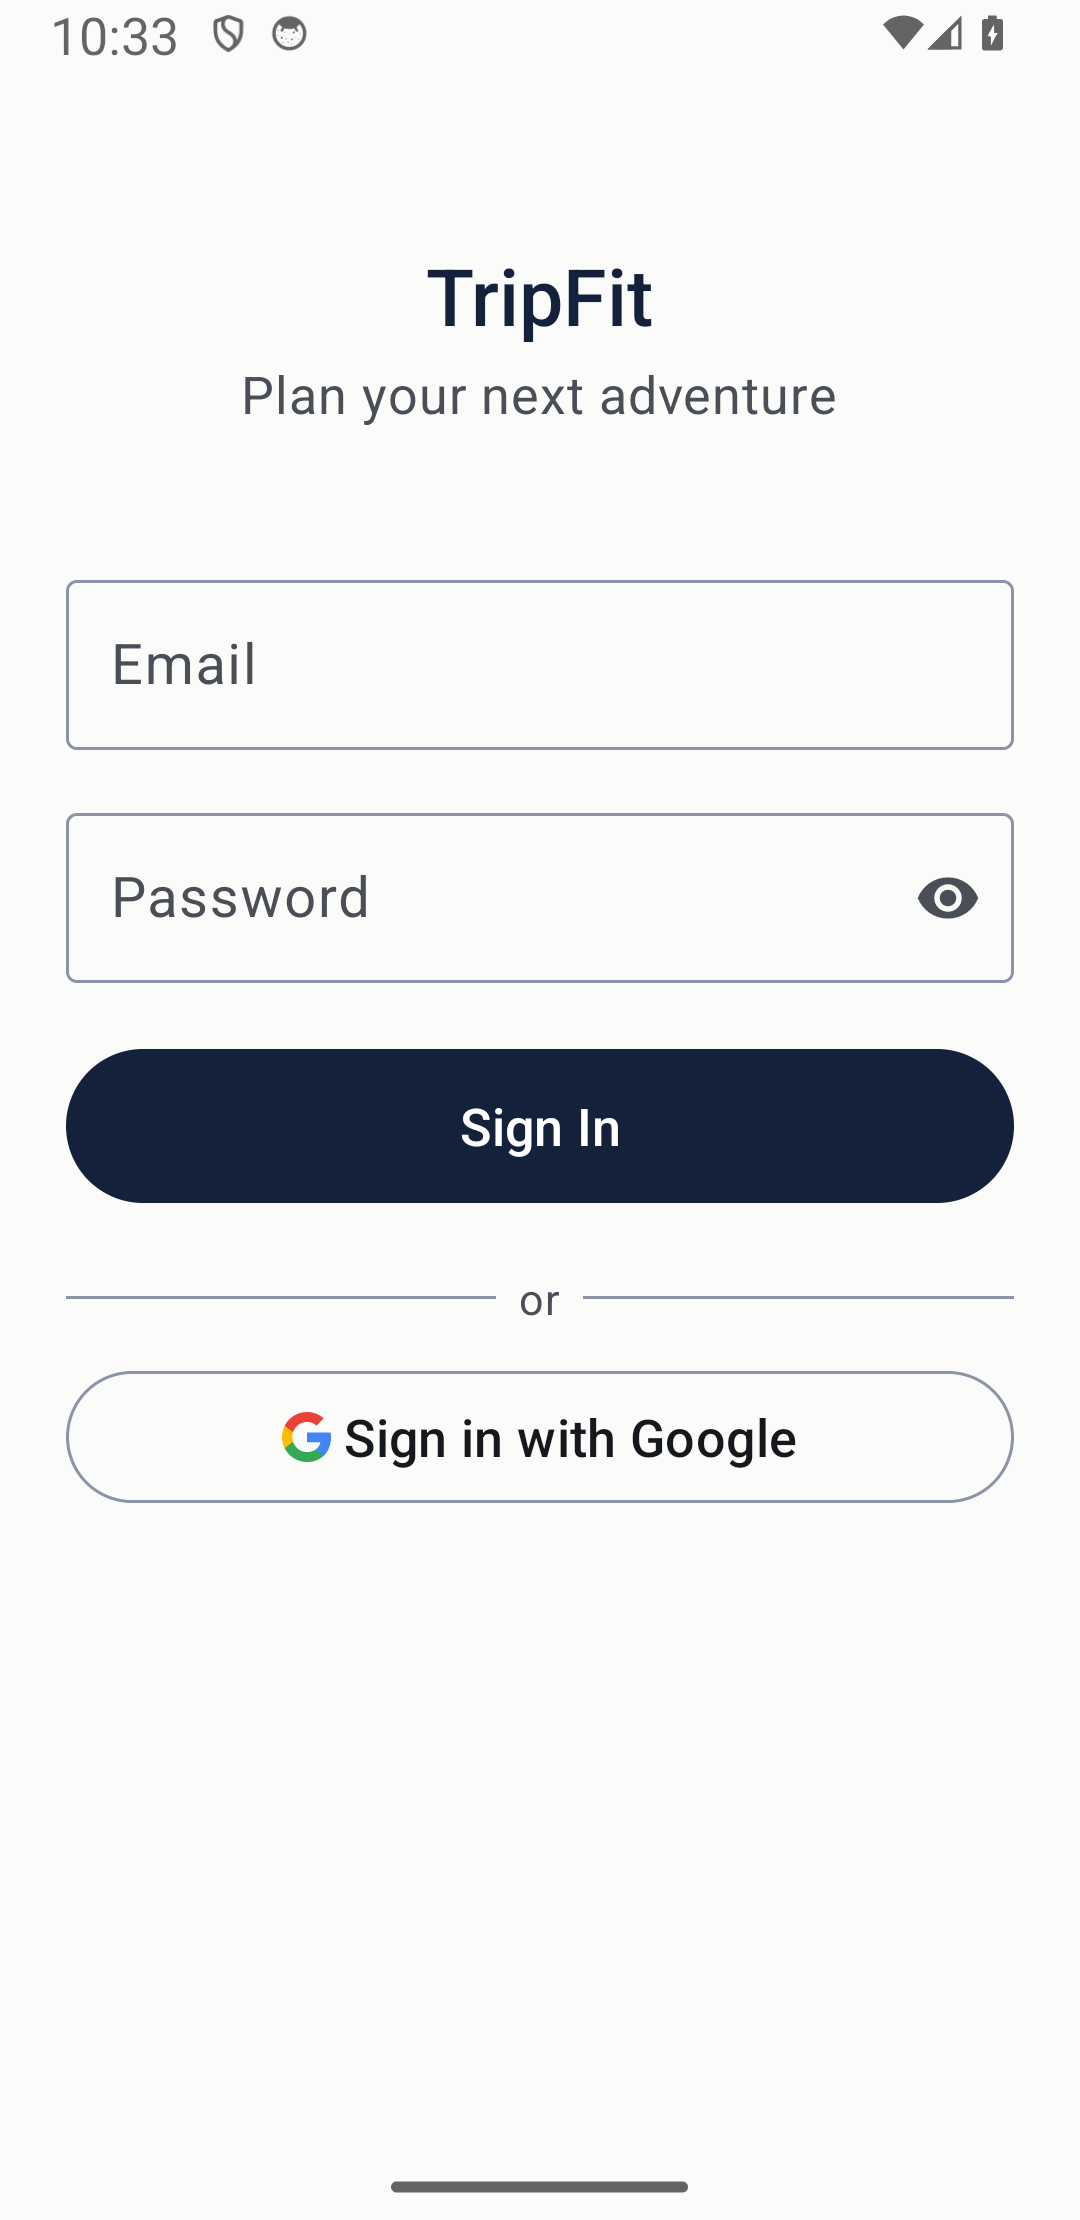 10:33
TripFit
Plan your next adventure
Email
Password
Sign In
or
Sign in with Google